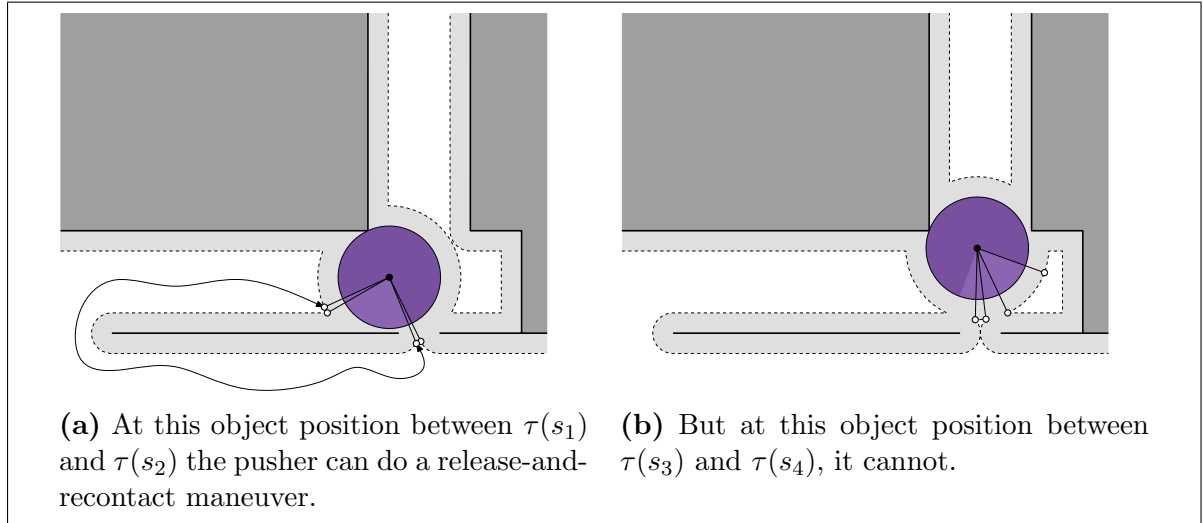 (a) At this object position between τ(s₁)
and τ(s₂) the pusher can do a release-and-
recontact maneuver.
(b) But at this object position between
τ(s₃) and τ(s₄), it cannot.